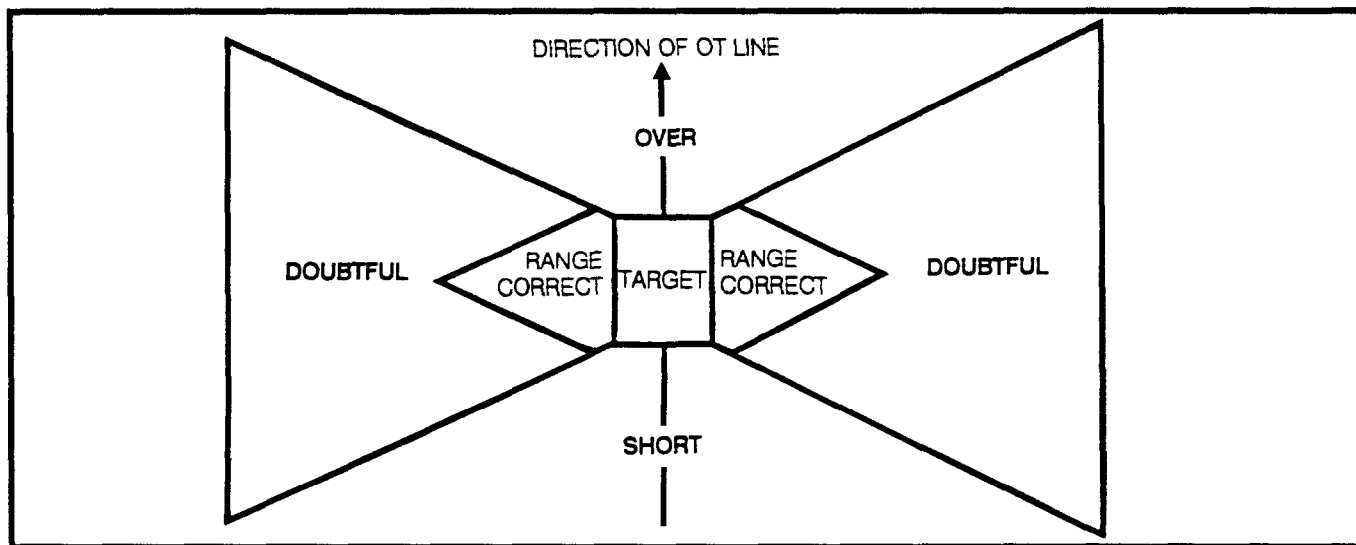 DIRECTION OF OT LINE
OVER
DOUBTFUL
RANGE
CORRECT
TARGET
RANGE
CORRECT
DOUBTFUL
SHORT